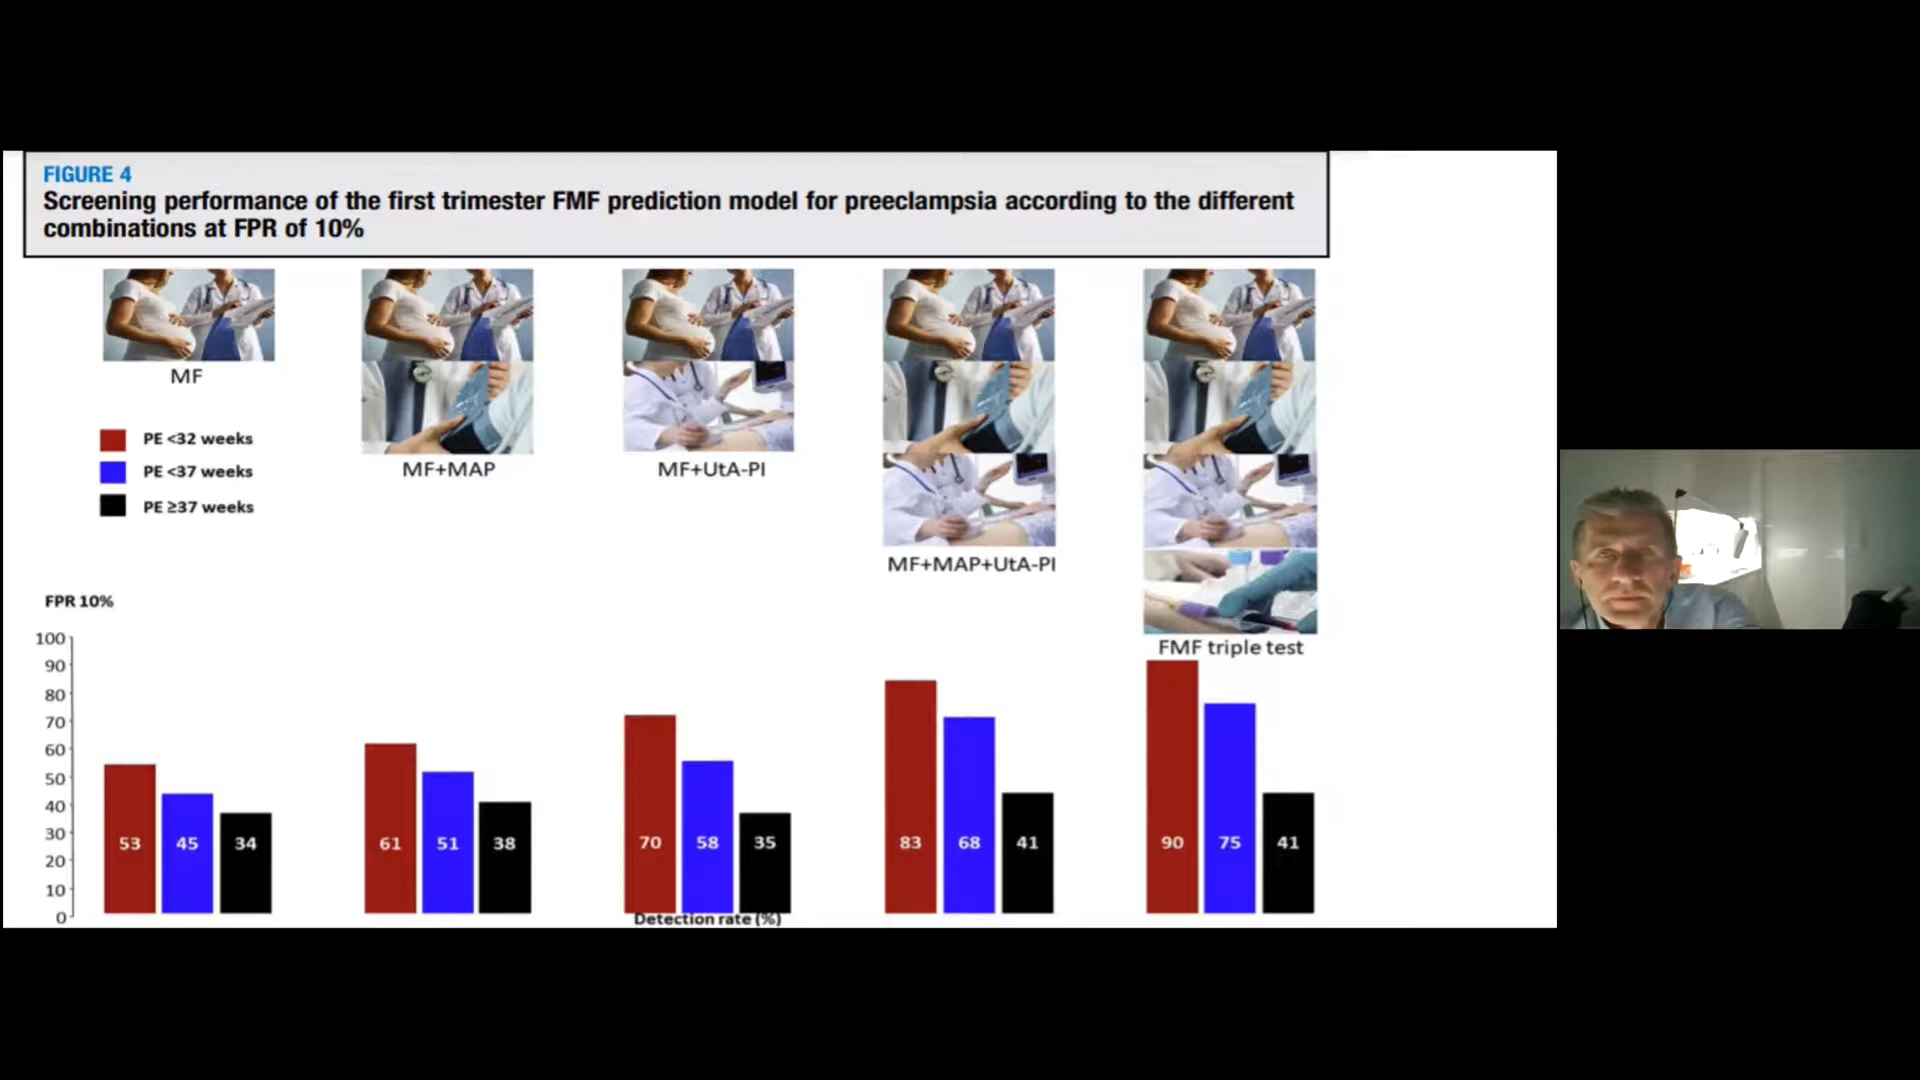 FIGURE 4
Screening performance of the first trimester FMF prediction model for preeclampsia according to the different
combinations at FPR of 10%
MF
MF+MAP
MF+UtA-PI
MF+MAP+UtA-PI
FMF triple test
PE <32 weeks
PE <37 weeks
PE ≥37 weeks
FPR 10%
100
90
80
70
60
50
40
30
20
10
0
53 45 34
61 51 38
70 58 35
83 68 41
90 75 41
Detection rate (%)